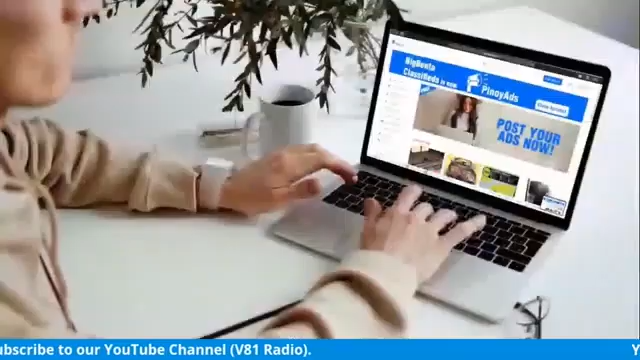 BigBenta
Classifieds is now
PinoyAds
POST YOUR
ADS NOW!
ubscribe to our YouTube Channel (V81 Radio).
Y